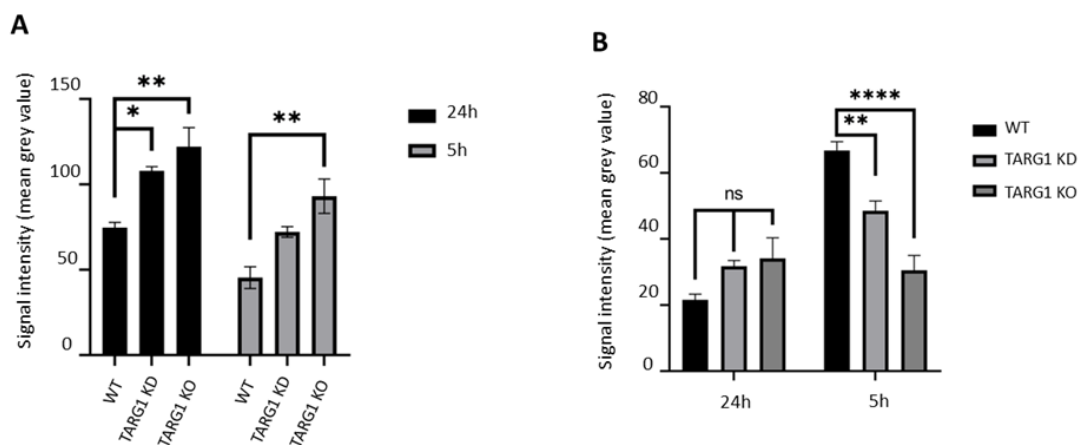 A
Signal intensity (mean grey value)
150
100
50
0
**
*
**
24h
5h
WT
TARG1 KD
TARG1 KO
WT
TARG1 KD
TARG1 KO
B
Signal intensity (mean grey value)
80
60
40
20
0
ns
****
**
WT
TARG1 KD
TARG1 KO
24h
5h